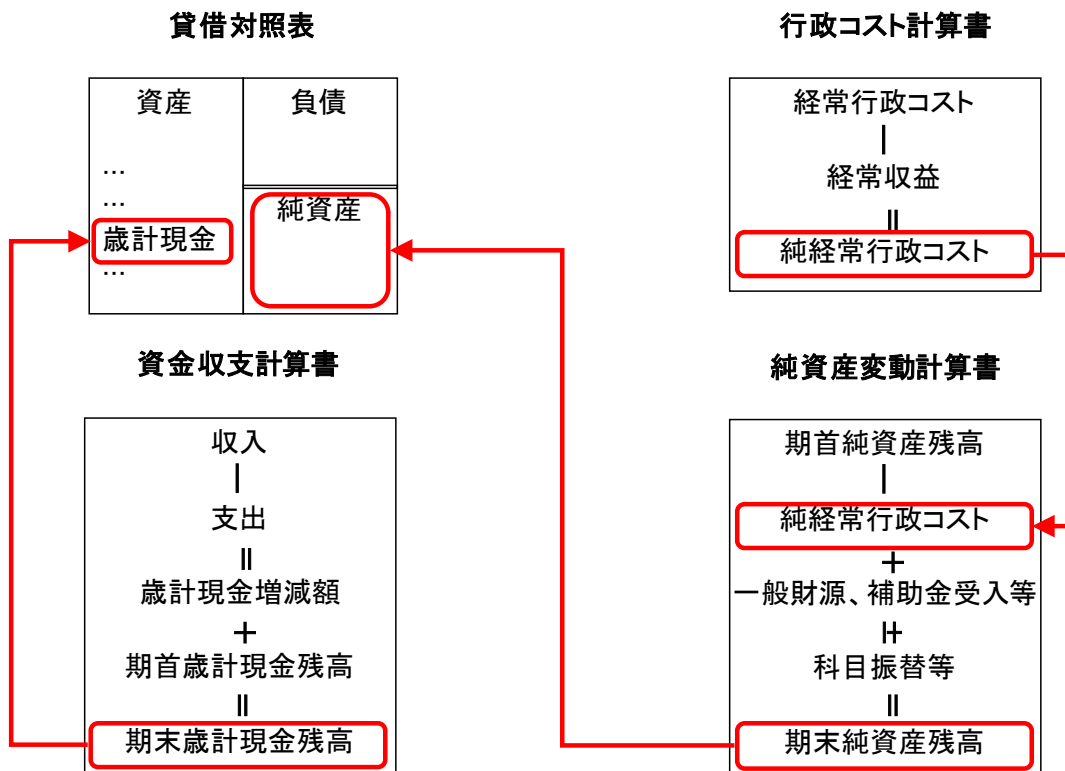 貸借対照表
資産
負債
…
…
歳計現金
…
純資産
行政コスト計算書
経常行政コスト
|
経常収益
||
純経常行政コスト
資金収支計算書
収入
|
支出
||
歳計現金増減額
+
期首歳計現金残高
||
期末歳計現金残高
純資産変動計算書
期首純資産残高
|
純経常行政コスト
+
一般財源、補助金受入等
|+
科目振替等
||
期末純資産残高